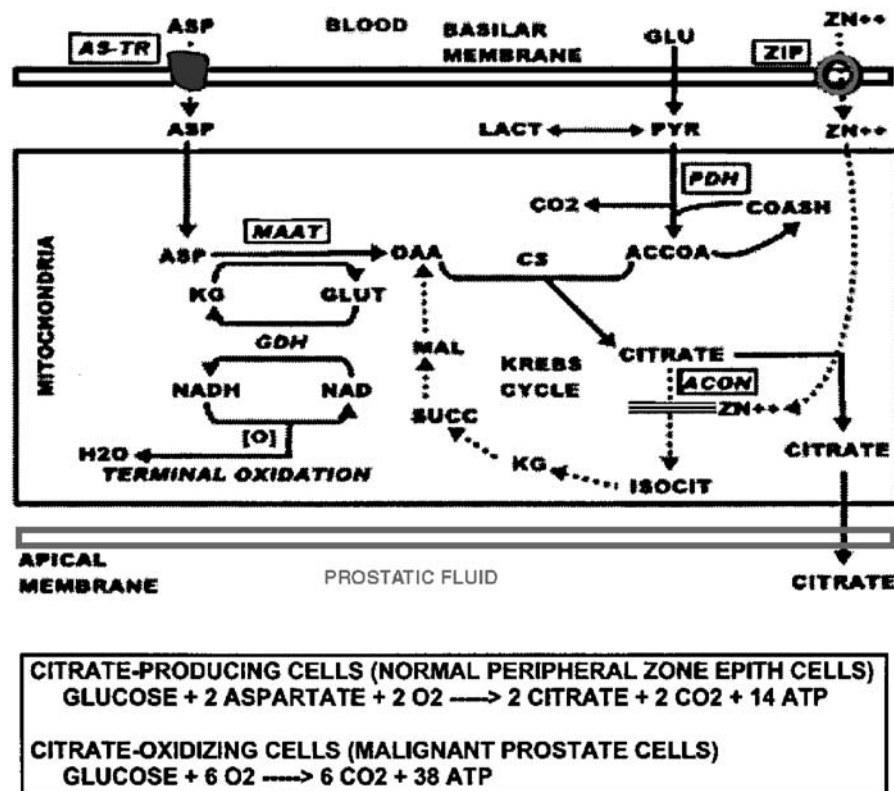 ASP BLOOD BASILAR MEMBRANE GLU ZN++
AS-TR ZIP
ASP LACT PYR ZN++
PDH
CO2 COASH
MITOCHONDRIA
ASP MAAT OAA CS ACCOA
KG GLUT
GDH MAL KREBS CYCLE CITRATE
NADH NAD ACON
SUCC ZN++
[O] CITRATE
H2O KG
TERMINAL OXIDATION ISOCIT
APICAL
MEMBRANE PROSTATIC FLUID CITRATE
CITRATE-PRODUCING CELLS (NORMAL PERIPHERAL ZONE EPITH CELLS)
GLUCOSE + 2 ASPARTATE + 2 O2 ----> 2 CITRATE + 2 CO2 + 14 ATP
CITRATE-OXIDIZING CELLS (MALIGNANT PROSTATE CELLS)
GLUCOSE + 6 O2 -----> 6 CO2 + 38 ATP